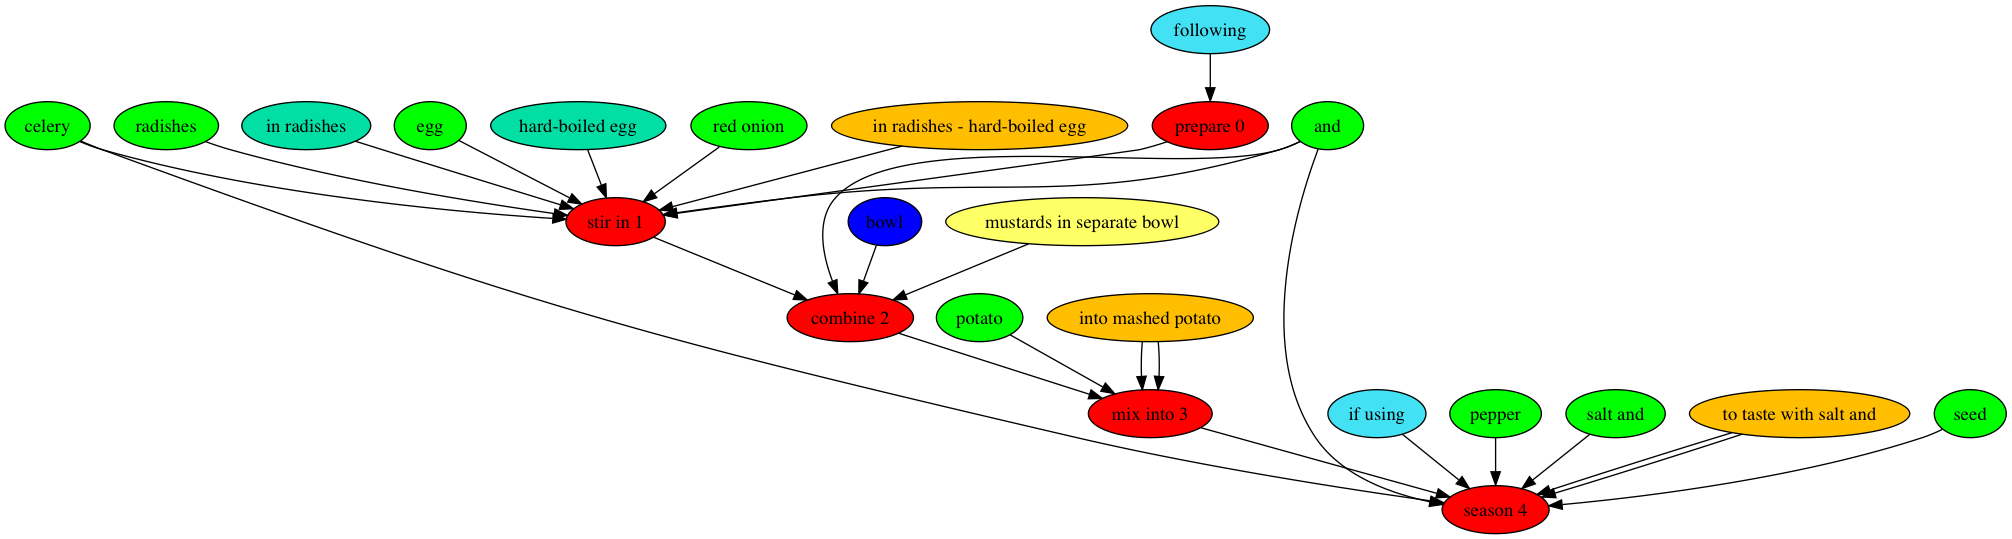 following
celery
radishes
in radishes
egg
hard-boiled egg
red onion
in radishes - hard-boiled egg
prepare 0
and
stir in 1
bowl
mustards in separate bowl
combine 2
potato
into mashed potato
mix into 3
if using
pepper
salt and
to taste with salt and
seed
season 4